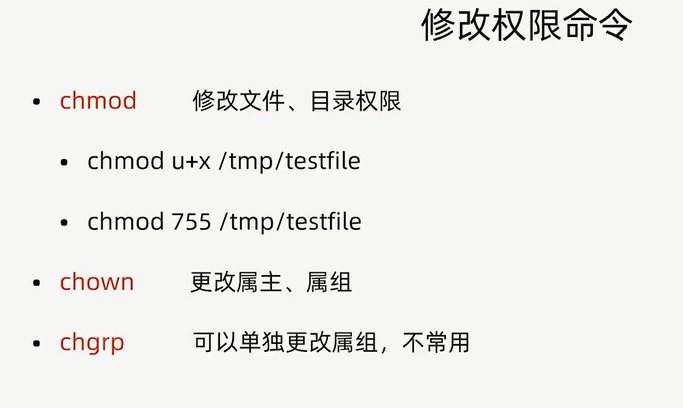 修改权限命令
• chmod 修改文件、目录权限
• chmod u+x /tmp/testfile
• chmod 755 /tmp/testfile
• chown 更改属主、属组
• chgrp 可以单独更改属组，不常用